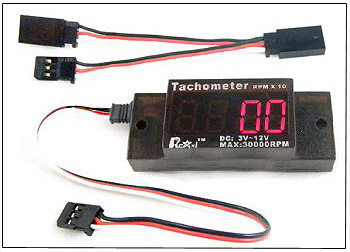 Tachometer RPM X 10
00
DC: 3V~12V
MAX:30000RPM